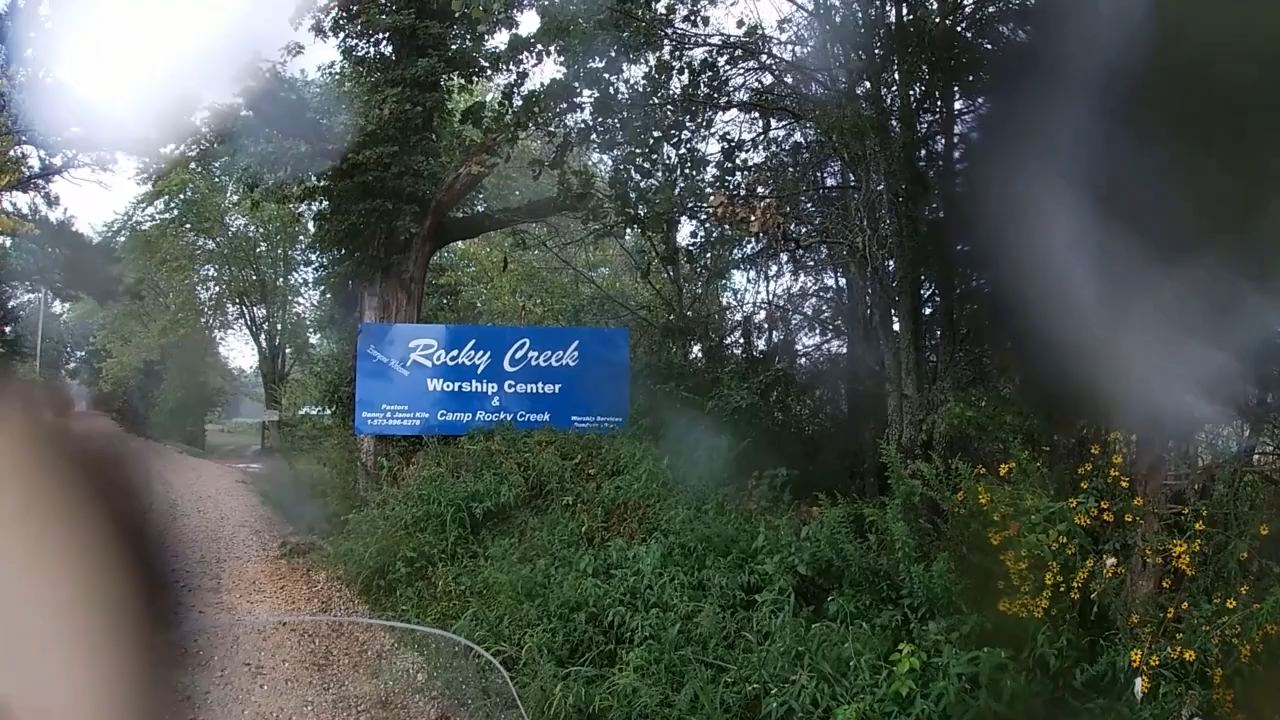 Everyone Welcome
Rocky Creek
Worship Center
&
Camp Rocky Creek
Pastors
Danny & Janet Kile
1-573-996-6278
Worship Services